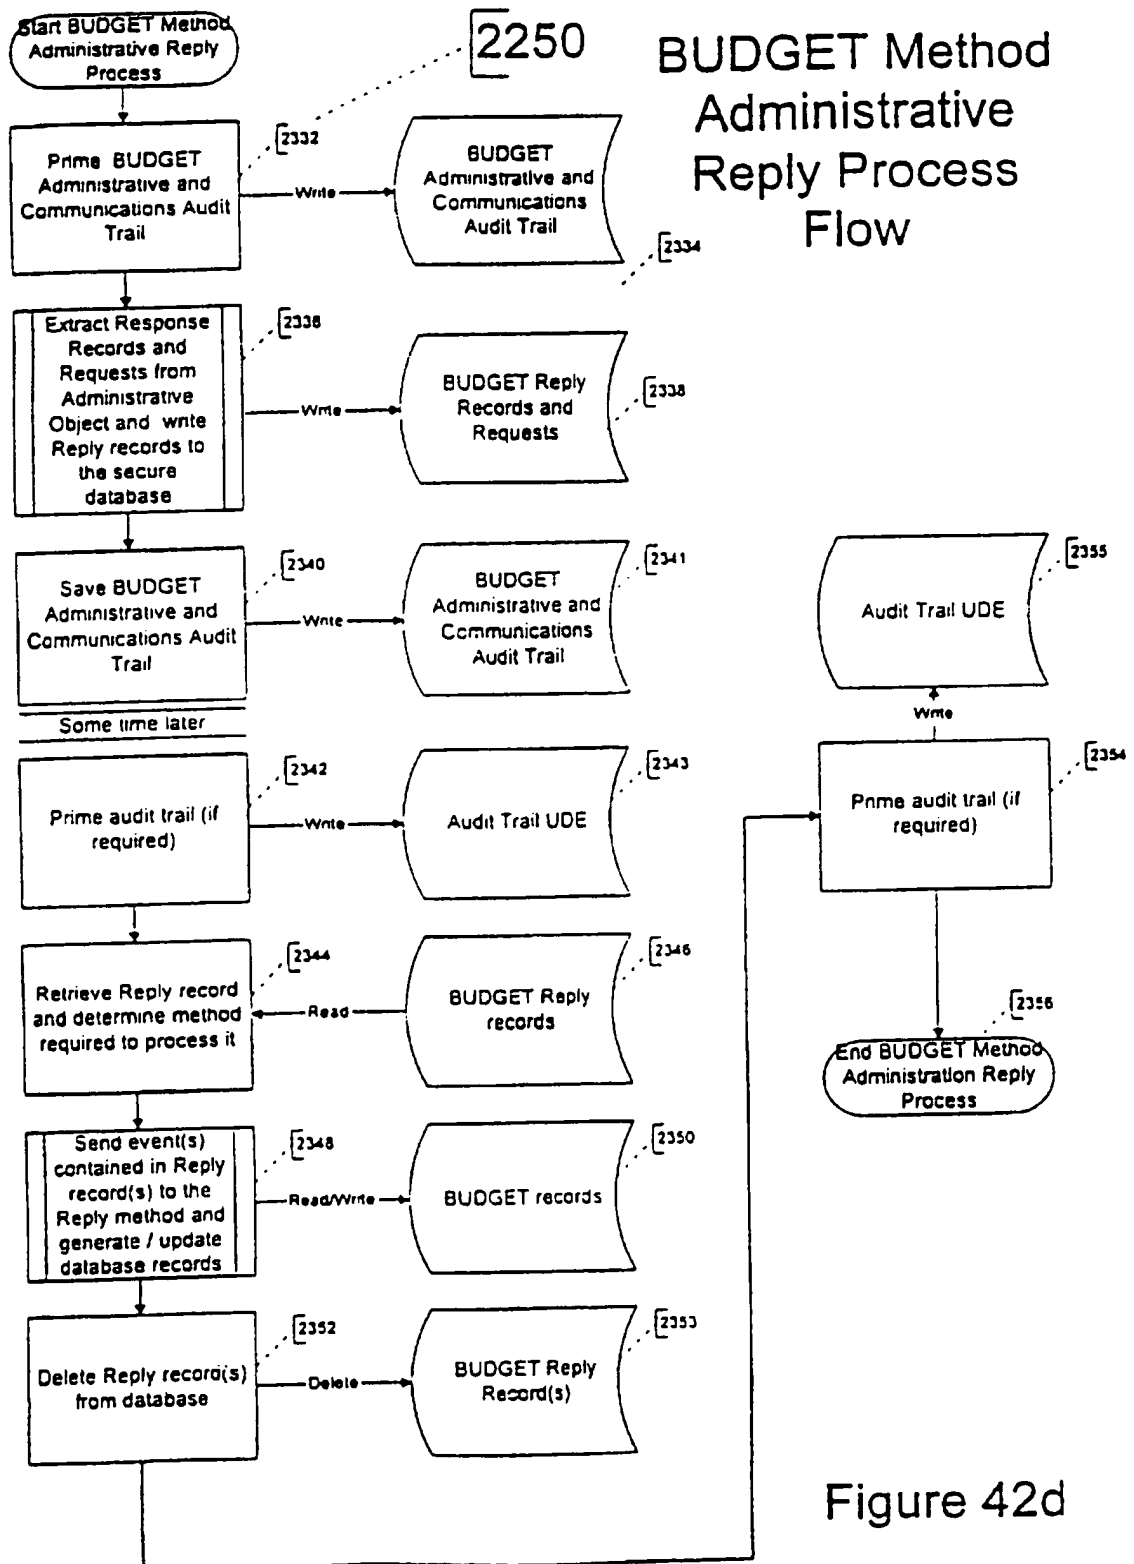 Start BUDGET Method
Administrative Reply
Process
2250
BUDGET Method
Administrative
Reply Process
Flow
2332
Prime BUDGET
Administrative and
Communications Audit
Trail
Write
BUDGET
Administrative and
Communications
Audit Trail
2334
2336
Extract Response
Records and
Requests from
Administrative
Object and write
Reply records to
the secure
database
Write
BUDGET Reply
Records and
Requests
2338
2340
Save BUDGET
Administrative and
Communications Audit
Trail
Write
BUDGET
Administrative and
Communications
Audit Trail
2341
Some time later
2342
Prime audit trail (if
required)
Write
Audit Trail UDE
2343
2344
Retrieve Reply record
and determine method
required to process it
Read
BUDGET Reply
records
2346
2348
Send event(s)
contained in Reply
record(s) to the
Reply method and
generate / update
database records
Read/Write
BUDGET records
2350
2352
Delete Reply record(s)
from database
Delete
BUDGET Reply
Record(s)
2353
2355
Audit Trail UDE
Write
2354
Prime audit trail (if
required)
2356
End BUDGET Method
Administration Reply
Process
Figure 42d